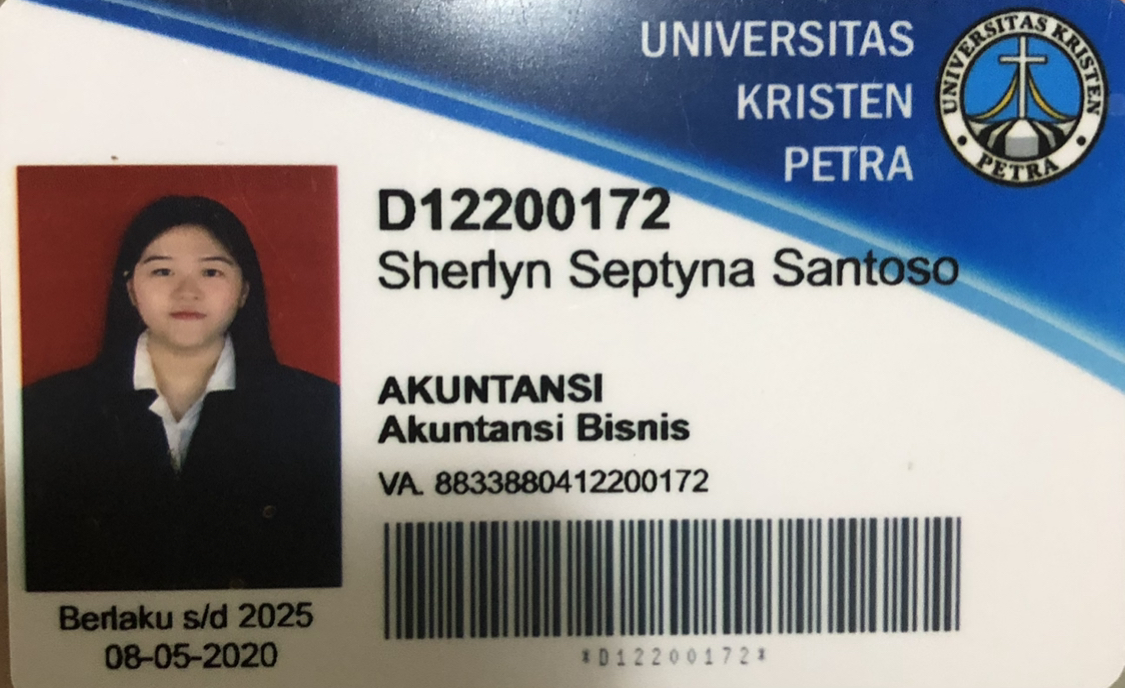 UNIVERSITAS
KRISTEN
PETRA
UNIVERSITAS KRISTEN
• PETRA •
D12200172
Sherlyn Septyna Santoso
AKUNTANSI
Akuntansi Bisnis
VA. 8833880412200172
*D12200172*
Berlaku s/d 2025
08-05-2020